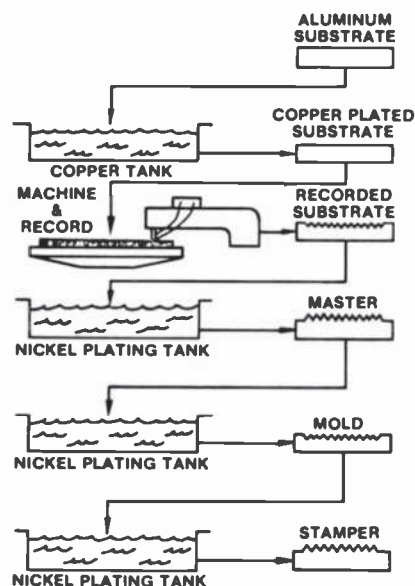 ALUMINUM
SUBSTRATE
COPPER PLATED
SUBSTRATE
COPPER TANK
MACHINE
&
RECORD
RECORDED
SUBSTRATE
MASTER
NICKEL PLATING TANK
MOLD
NICKEL PLATING TANK
STAMPER
NICKEL PLATING TANK